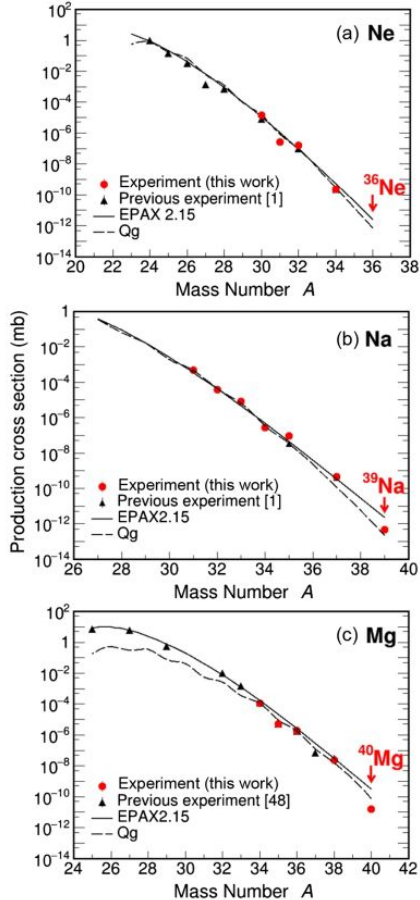 Production cross section (mb)
(a) Ne
10²
1
10⁻²
10⁻⁴
10⁻⁶
10⁻⁸
10⁻¹⁰
10⁻¹²
10⁻¹⁴
³⁶Ne
Experiment (this work)
Previous experiment [1]
EPAX 2.15
Qg
20 22 24 26 28 30 32 34 36 38
Mass Number A
(b) Na
1
10⁻²
10⁻⁴
10⁻⁶
10⁻⁸
10⁻¹⁰
10⁻¹²
10⁻¹⁴
³⁹Na
Experiment (this work)
Previous experiment [1]
EPAX2.15
Qg
26 28 30 32 34 36 38 40
Mass Number A
(c) Mg
10²
1
10⁻²
10⁻⁴
10⁻⁶
10⁻⁸
10⁻¹⁰
10⁻¹²
10⁻¹⁴
⁴⁰Mg
Experiment (this work)
Previous experiment [48]
EPAX2.15
Qg
24 26 28 30 32 34 36 38 40 42
Mass Number A